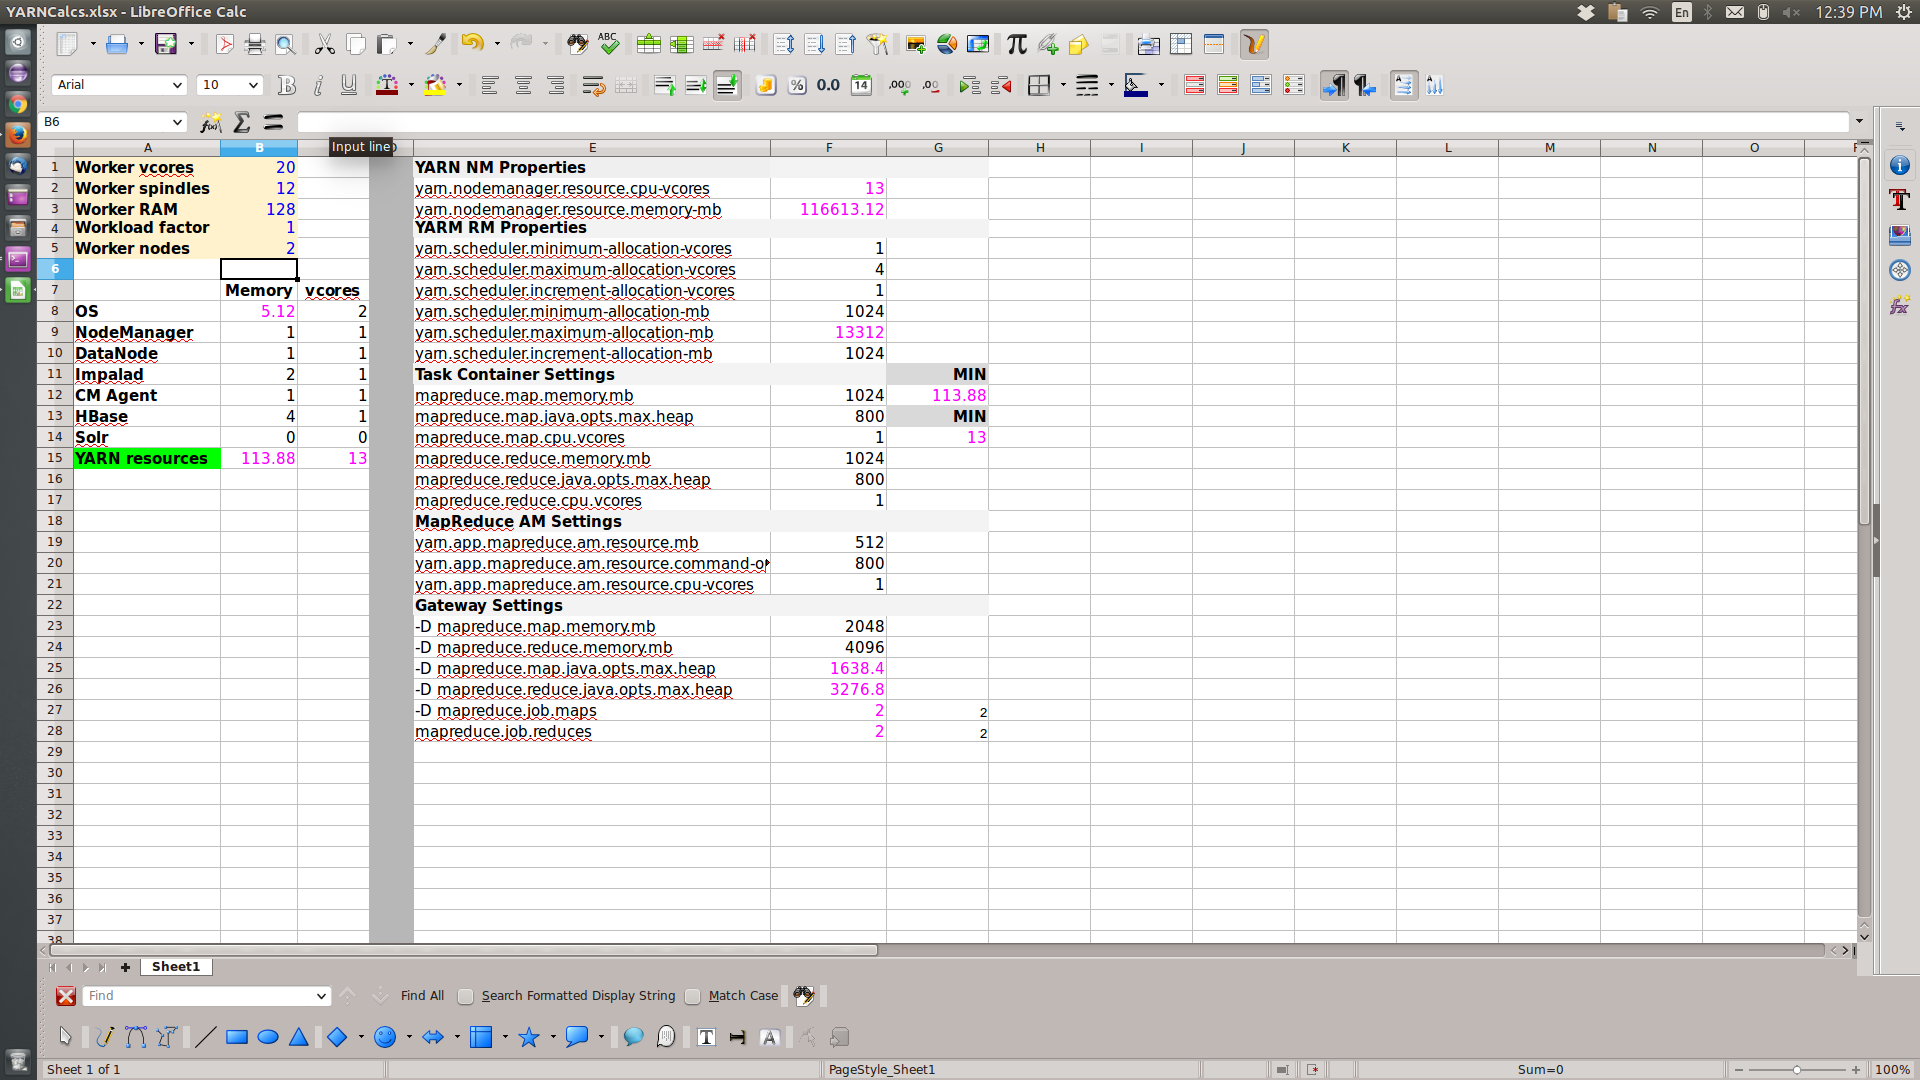 YARNCalcs.xlsx - LibreOffice Calc En 12:39 PM
Arial 10
B6
Input line
A B E F G H I J K L M N O
1 Worker vcores 20 YARN NM Properties
2 Worker spindles 12 yarn.nodemanager.resource.cpu-vcores 13
3 Worker RAM 128 yarn.nodemanager.resource.memory-mb 116613.12
4 Workload factor 1 YARM RM Properties
5 Worker nodes 2 yarn.scheduler.minimum-allocation-vcores 1
6 yarn.scheduler.maximum-allocation-vcores 4
7 Memory vcores yarn.scheduler.increment-allocation-vcores 1
8 OS 5.12 2 yarn.scheduler.minimum-allocation-mb 1024
9 NodeManager 1 1 yarn.scheduler.maximum-allocation-mb 13312
10 DataNode 1 1 yarn.scheduler.increment-allocation-mb 1024
11 Impalad 2 1 Task Container Settings MIN
12 CM Agent 1 1 mapreduce.map.memory.mb 1024 113.88
13 HBase 4 1 mapreduce.map.java.opts.max.heap 800 MIN
14 Solr 0 0 mapreduce.map.cpu.vcores 1 13
15 YARN resources 113.88 13 mapreduce.reduce.memory.mb 1024
16 mapreduce.reduce.java.opts.max.heap 800
17 mapreduce.reduce.cpu.vcores 1
18 MapReduce AM Settings
19 yarn.app.mapreduce.am.resource.mb 512
20 yarn.app.mapreduce.am.resource.command-o 800
21 yarn.app.mapreduce.am.resource.cpu-vcores 1
22 Gateway Settings
23 -D mapreduce.map.memory.mb 2048
24 -D mapreduce.reduce.memory.mb 4096
25 -D mapreduce.map.java.opts.max.heap 1638.4
26 -D mapreduce.reduce.java.opts.max.heap 3276.8
27 -D mapreduce.job.maps 2 2
28 mapreduce.job.reduces 2 2
29
30
31
32
33
34
35
36
37
38
Sheet1
Find Find All Search Formatted Display String Match Case
Sheet 1 of 1 PageStyle_Sheet1 Sum=0 100%